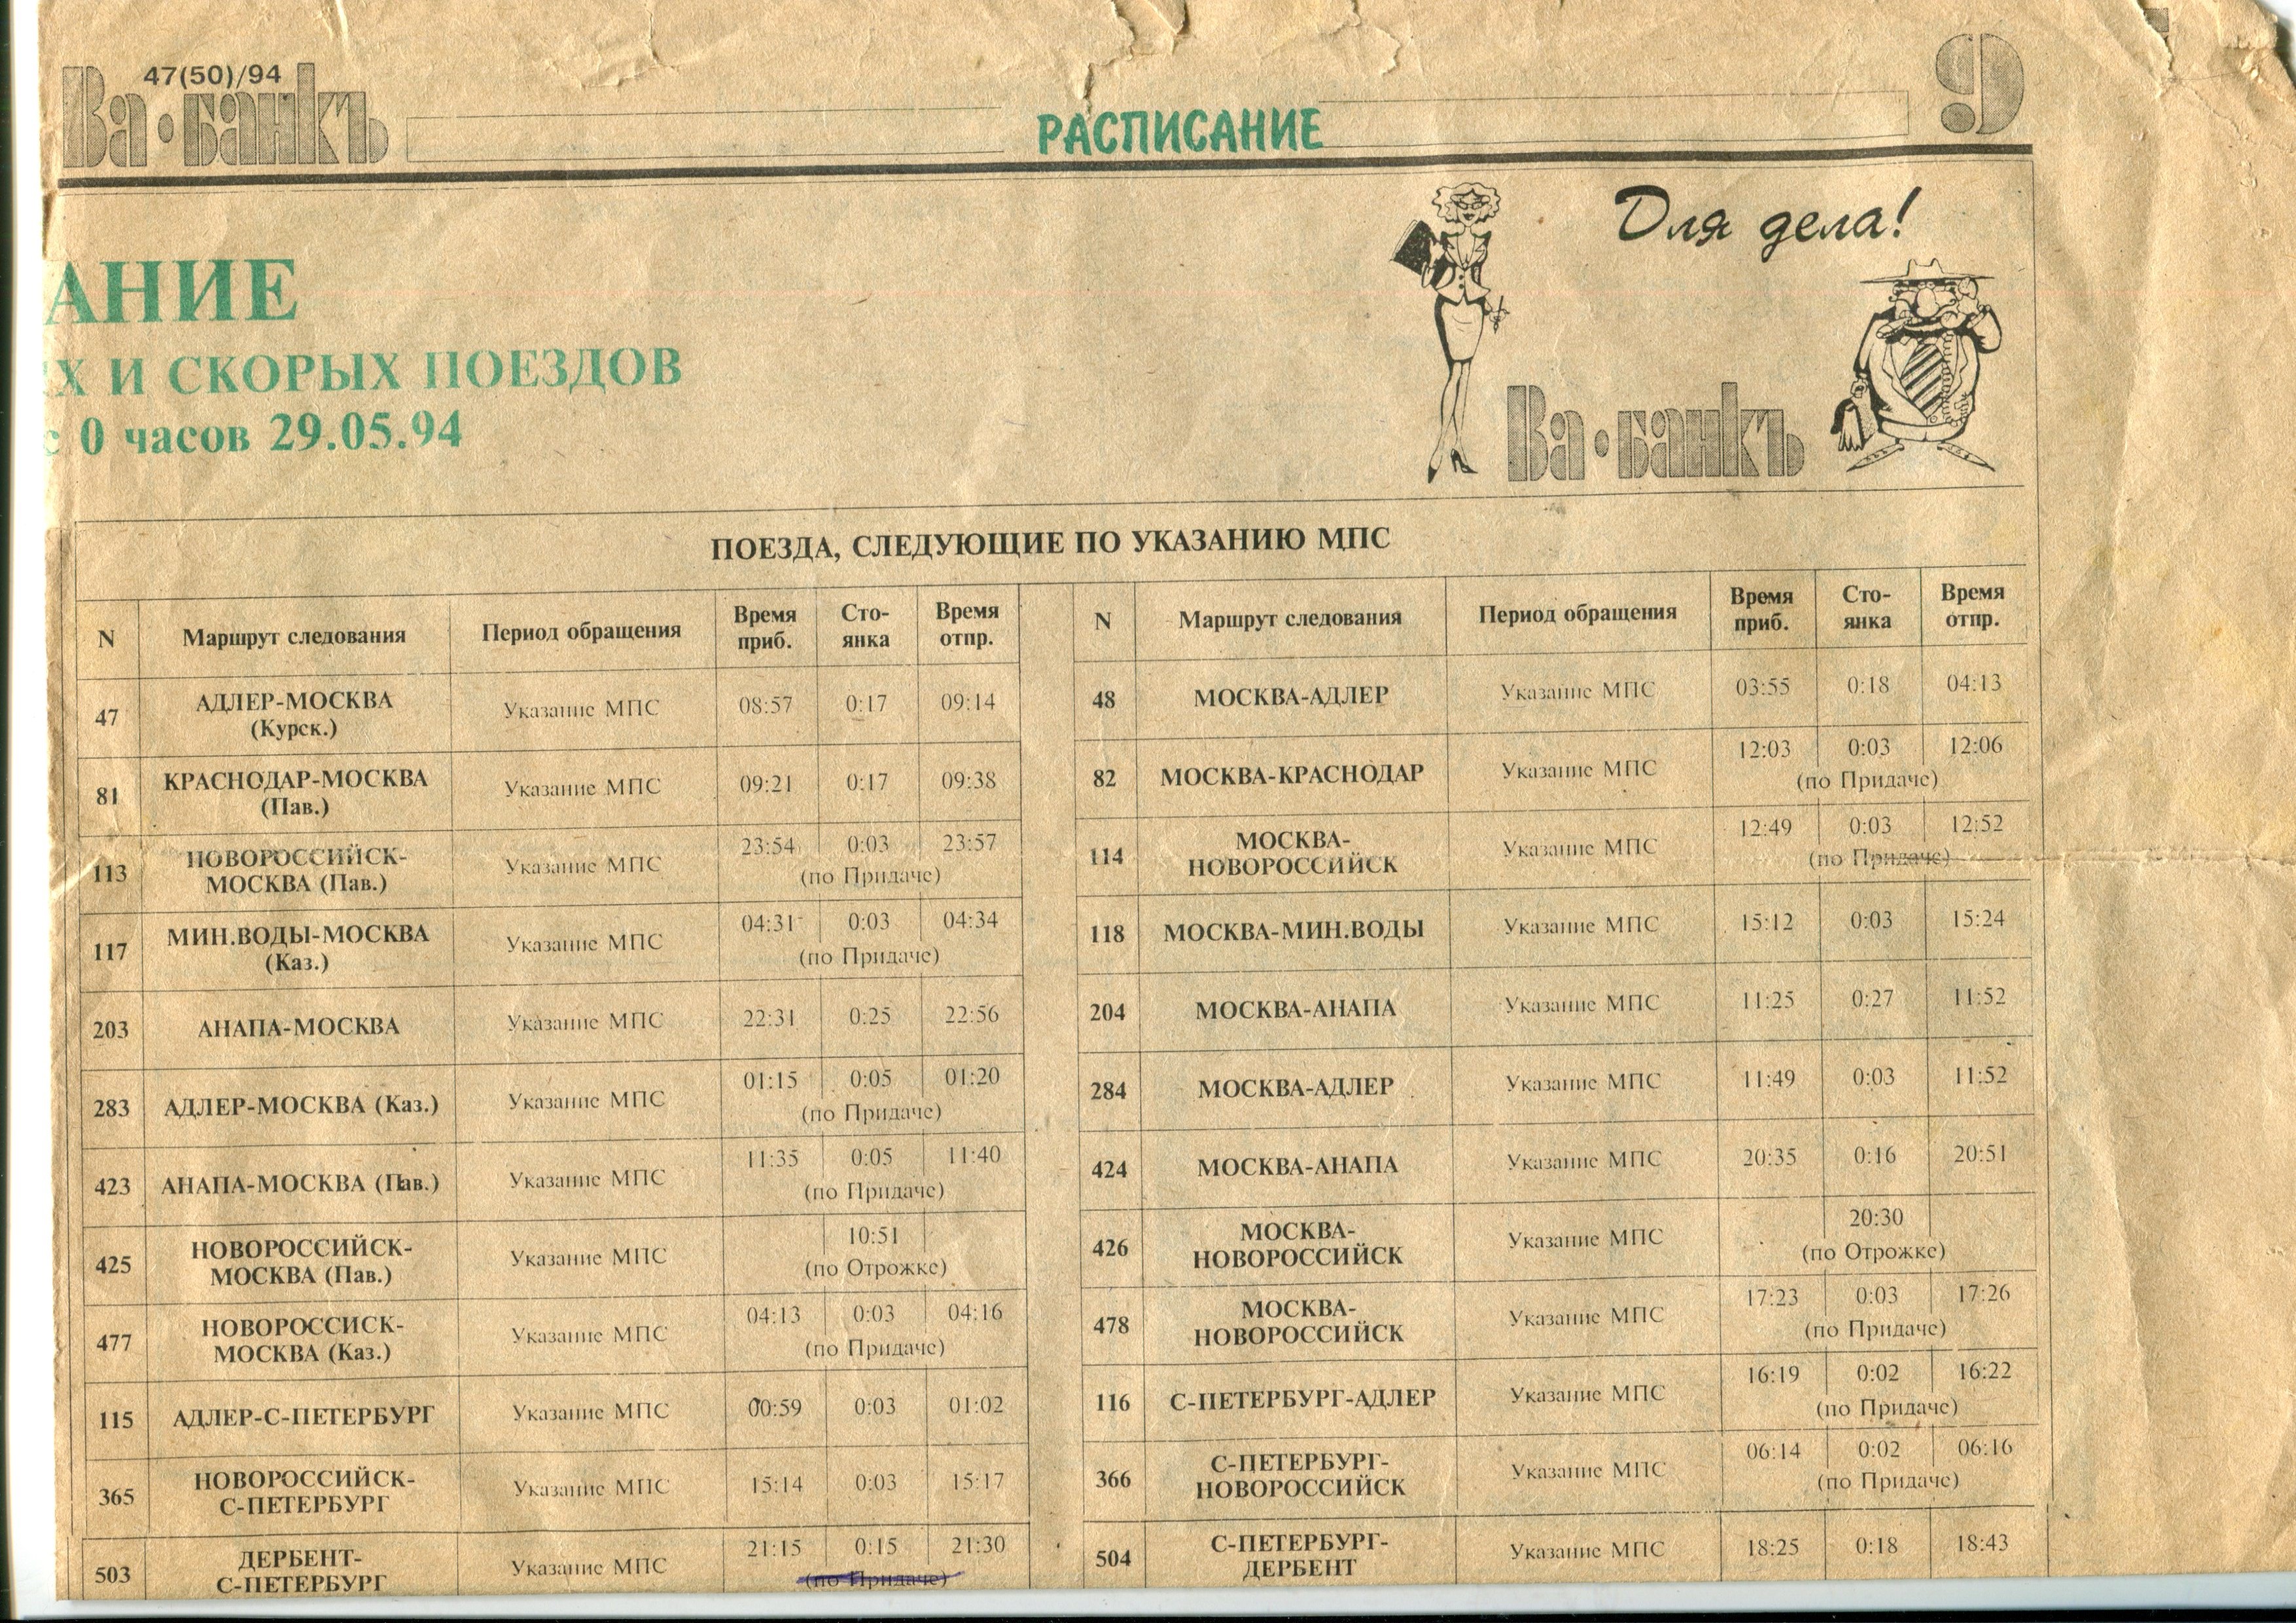 47(50)/94
Ва•банкъ
РАСПИСАНИЕ
9
Для дела!
АНИЕ
Х И СКОРЫХ ПОЕЗДОВ
с 0 часов 29.05.94
Ва•банкъ
ПОЕЗДА, СЛЕДУЮЩИЕ ПО УКАЗАНИЮ МПС
N Маршрут следования Период обращения Время приб. Сто-янка Время отпр.
47 АДЛЕР-МОСКВА (Курск.) Указание МПС 08:57 0:17 09:14
81 КРАСНОДАР-МОСКВА (Пав.) Указание МПС 09:21 0:17 09:38
113 НОВОРОССИЙСК-МОСКВА (Пав.) Указание МПС 23:54 0:03 23:57 (по Придаче)
117 МИН.ВОДЫ-МОСКВА (Каз.) Указание МПС 04:31 0:03 04:34 (по Придаче)
203 АНАПА-МОСКВА Указание МПС 22:31 0:25 22:56
283 АДЛЕР-МОСКВА (Каз.) Указание МПС 01:15 0:05 01:20 (по Придаче)
423 АНАПА-МОСКВА (Пав.) Указание МПС 11:35 0:05 11:40 (по Придаче)
425 НОВОРОССИЙСК-МОСКВА (Пав.) Указание МПС 10:51 (по Отрожке)
477 НОВОРОССИСК-МОСКВА (Каз.) Указание МПС 04:13 0:03 04:16 (по Придаче)
115 АДЛЕР-С-ПЕТЕРБУРГ Указание МПС 00:59 0:03 01:02
365 НОВОРОССИЙСК-С-ПЕТЕРБУРГ Указание МПС 15:14 0:03 15:17
503 ДЕРБЕНТ-С-ПЕТЕРБУРГ Указание МПС 21:15 0:15 21:30 (по Придаче)
N Маршрут следования Период обращения Время приб. Сто-янка Время отпр.
48 МОСКВА-АДЛЕР Указание МПС 03:55 0:18 04:13
82 МОСКВА-КРАСНОДАР Указание МПС 12:03 0:03 12:06 (по Придаче)
114 МОСКВА-НОВОРОССИЙСК Указание МПС 12:49 0:03 12:52 (по Придаче)
118 МОСКВА-МИН.ВОДЫ Указание МПС 15:12 0:03 15:24
204 МОСКВА-АНАПА Указание МПС 11:25 0:27 11:52
284 МОСКВА-АДЛЕР Указание МПС 11:49 0:03 11:52
424 МОСКВА-АНАПА Указание МПС 20:35 0:16 20:51
426 МОСКВА-НОВОРОССИЙСК Указание МПС 20:30 (по Отрожке)
478 МОСКВА-НОВОРОССИЙСК Указание МПС 17:23 0:03 17:26 (по Придаче)
116 С-ПЕТЕРБУРГ-АДЛЕР Указание МПС 16:19 0:02 16:22 (по Придаче)
366 С-ПЕТЕРБУРГ-НОВОРОССИЙСК Указание МПС 06:14 0:02 06:16 (по Придаче)
504 С-ПЕТЕРБУРГ-ДЕРБЕНТ Указание МПС 18:25 0:18 18:43